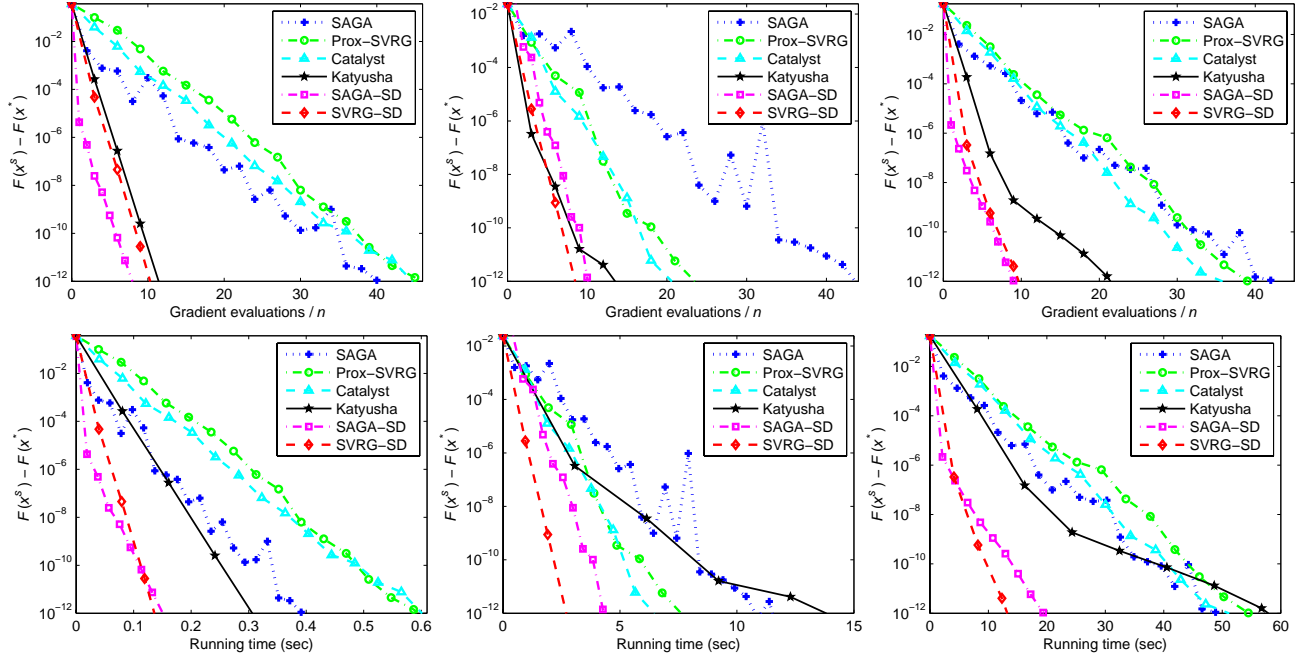 F(x^s) − F(x^*)
10^-2
10^-4
10^-6
10^-8
10^-10
10^-12
0 10 20 30 40
Gradient evaluations / n
SAGA
Prox−SVRG
Catalyst
Katyusha
SAGA−SD
SVRG−SD
F(x^s) − F(x^*)
10^-2
10^-4
10^-6
10^-8
10^-10
10^-12
0 10 20 30 40
Gradient evaluations / n
SAGA
Prox−SVRG
Catalyst
Katyusha
SAGA−SD
SVRG−SD
F(x^s) − F(x^*)
10^-2
10^-4
10^-6
10^-8
10^-10
10^-12
0 10 20 30 40
Gradient evaluations / n
SAGA
Prox−SVRG
Catalyst
Katyusha
SAGA−SD
SVRG−SD
F(x^s) − F(x^*)
10^-2
10^-4
10^-6
10^-8
10^-10
10^-12
0 0.1 0.2 0.3 0.4 0.5 0.6
Running time (sec)
SAGA
Prox−SVRG
Catalyst
Katyusha
SAGA−SD
SVRG−SD
F(x^s) − F(x^*)
10^-2
10^-4
10^-6
10^-8
10^-10
10^-12
0 5 10 15
Running time (sec)
SAGA
Prox−SVRG
Catalyst
Katyusha
SAGA−SD
SVRG−SD
F(x^s) − F(x^*)
10^-2
10^-4
10^-6
10^-8
10^-10
10^-12
0 10 20 30 40 50 60
Running time (sec)
SAGA
Prox−SVRG
Catalyst
Katyusha
SAGA−SD
SVRG−SD